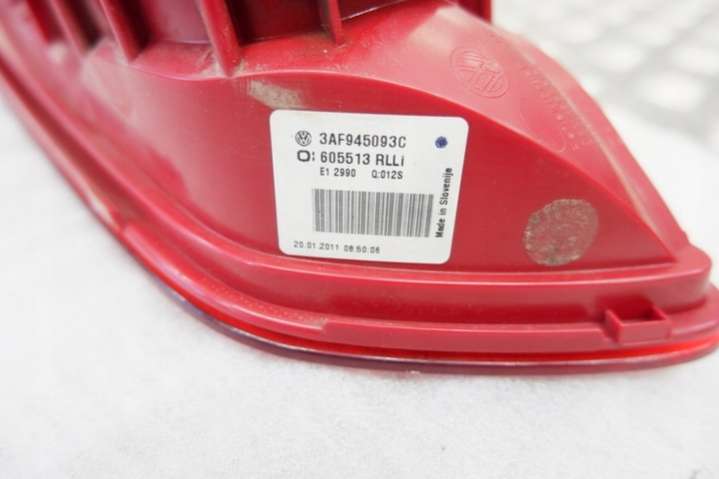 3AF945093C
O: 605513 RLLi
E1 2990 Q:012S
20.01.2011 08:50:06
Made in Slovenije